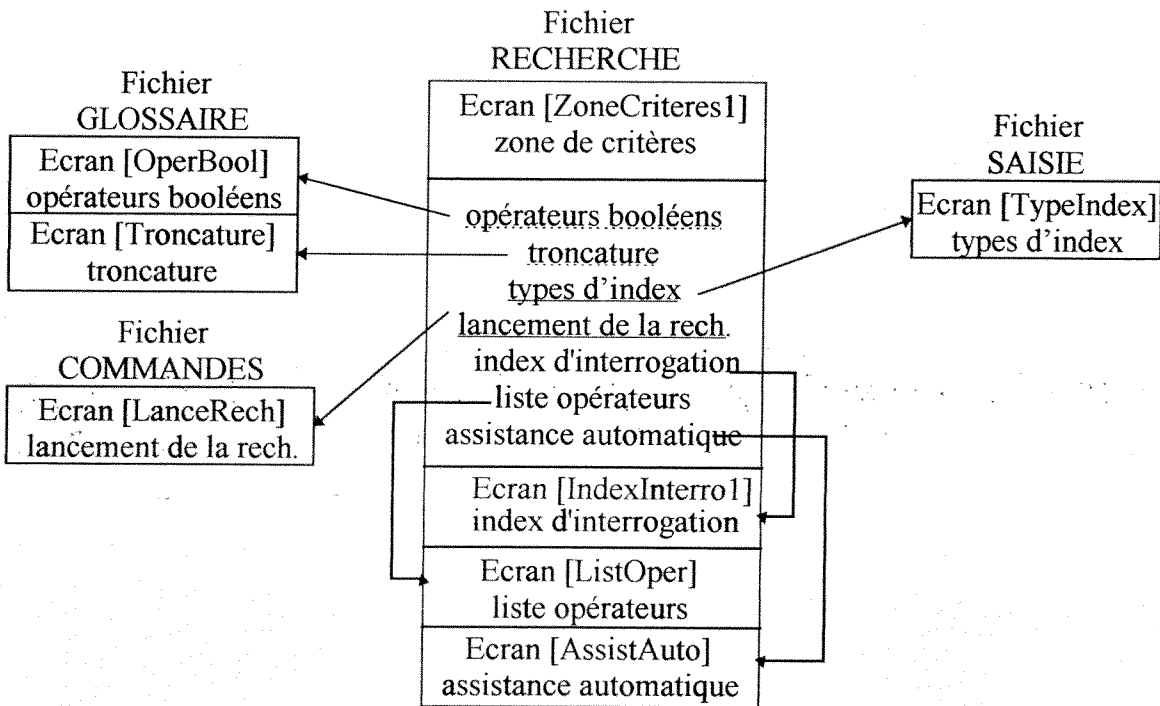 Fichier
RECHERCHE
Ecran [ZoneCriteres1]
zone de critères
opérateurs booléens
troncature
types d'index
lancement de la rech.
index d'interrogation
liste opérateurs
assistance automatique
Ecran [IndexInterro1]
index d'interrogation
Ecran [ListOper]
liste opérateurs
Ecran [AssistAuto]
assistance automatique
Fichier
GLOSSAIRE
Ecran [OperBool]
opérateurs booléens
Ecran [Troncature]
troncature
Fichier
COMMANDES
Ecran [LanceRech]
lancement de la rech.
Fichier
SAISIE
Ecran [TypeIndex]
types d'index